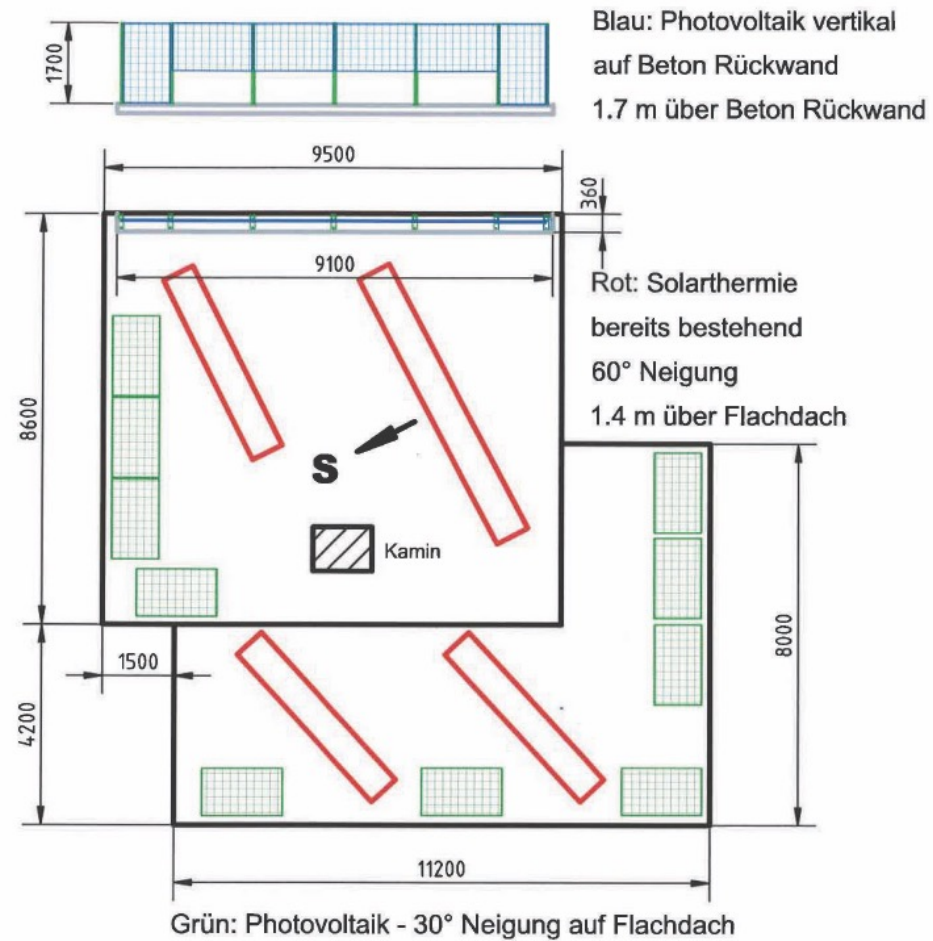 1700
Blau: Photovoltaik vertikal
auf Beton Rückwand
1.7 m über Beton Rückwand
9500
360
9100
Rot: Solarthermie
bereits bestehend
60° Neigung
1.4 m über Flachdach
8600
S
Kamin
1500
4200
8000
11200
Grün: Photovoltaik - 30° Neigung auf Flachdach